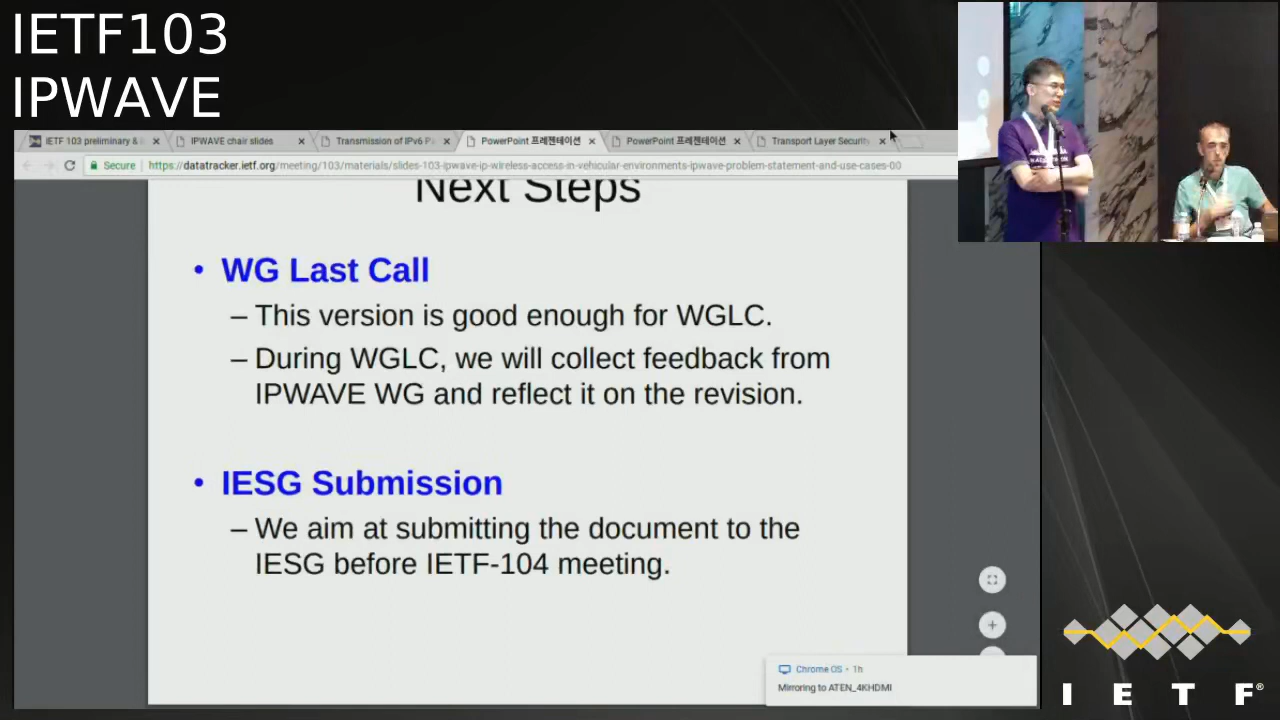 IETF103
IPWAVE
IETF 103 preliminary &
IPWAVE chair slides
Transmission of IPv6 P
PowerPoint 프레젠테이션
PowerPoint 프레젠테이션
Transport Layer Security
Secure
https://datatracker.ietf.org/meeting/103/materials/slides-103-ipwave-ip-wireless-access-in-vehicular-environments-ipwave-problem-statement-and-use-cases-00
Next Steps
• WG Last Call
– This version is good enough for WGLC.
– During WGLC, we will collect feedback from
IPWAVE WG and reflect it on the revision.
• IESG Submission
– We aim at submitting the document to the
IESG before IETF-104 meeting.
Chrome OS • 1h
Mirroring to ATEN_4KHDMI
I E T F®